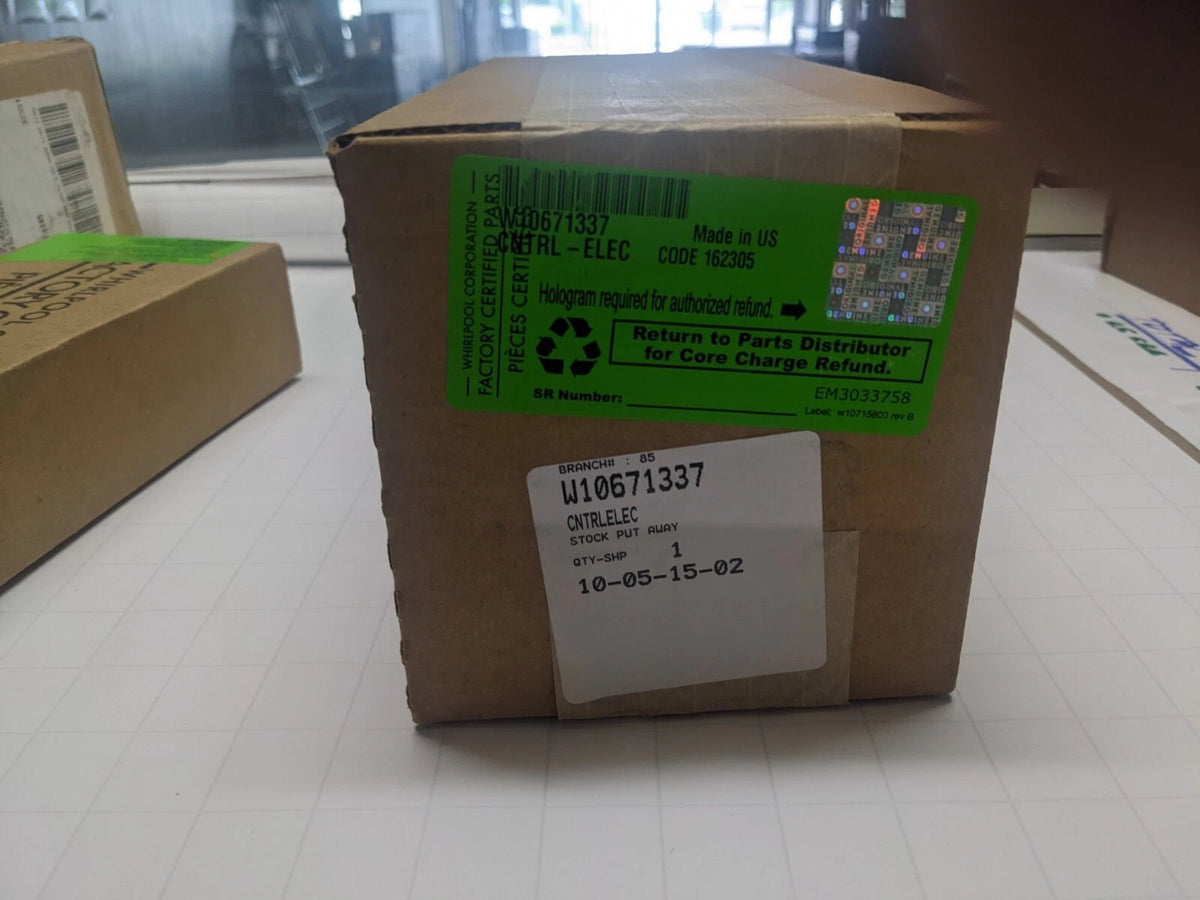 WHIRLPOOL CORPORATION
FACTORY CERTIFIED PARTS
PIÈCES CERTIFI
W10671337
CNTRL - ELEC
Made in US
CODE 162305
Hologram required for authorized refund.
Return to Parts Distributor
for Core Charge Refund.
SR Number:
EM3033758
Label: w10715800 rev B
BRANCH# : 85
W10671337
CNTRLELEC
STOCK PUT AWAY
QTY-SHP 1
10-05-15-02